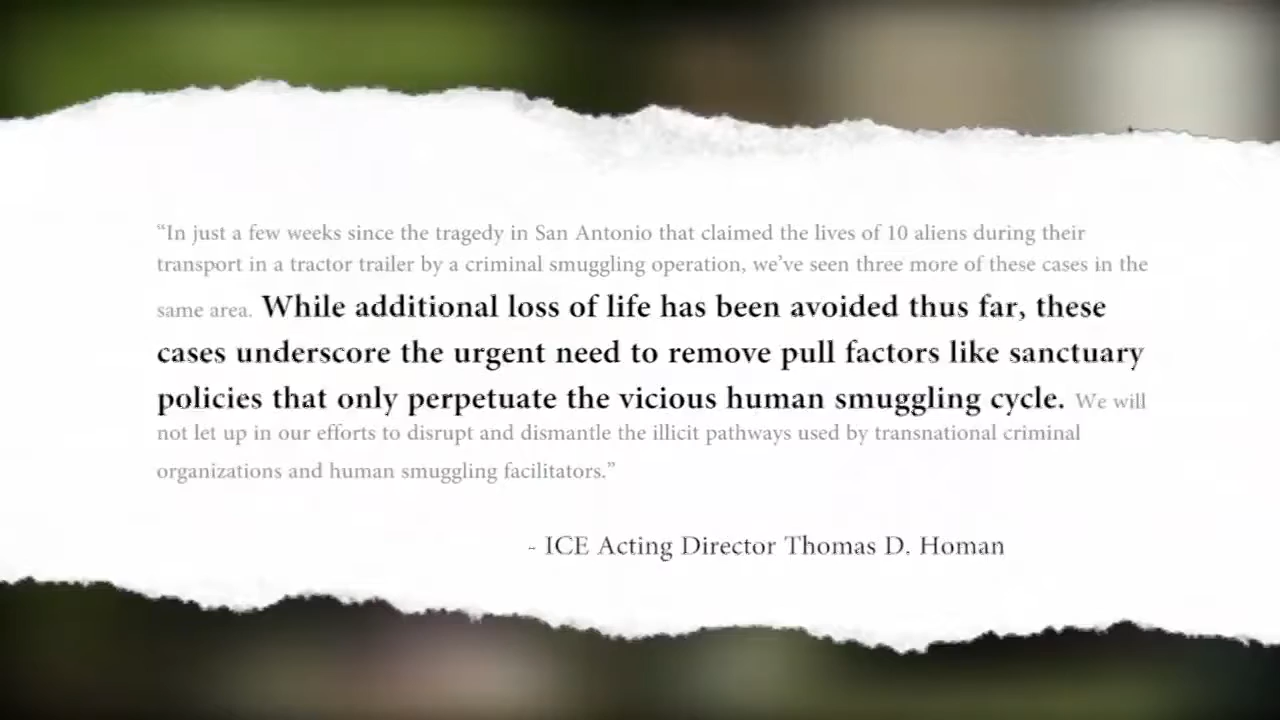 “In just a few weeks since the tragedy in San Antonio that claimed the lives of 10 aliens during their
transport in a tractor trailer by a criminal smuggling operation, we’ve seen three more of these cases in the
same area. While additional loss of life has been avoided thus far, these
cases underscore the urgent need to remove pull factors like sanctuary
policies that only perpetuate the vicious human smuggling cycle. We will
not let up in our efforts to disrupt and dismantle the illicit pathways used by transnational criminal
organizations and human smuggling facilitators.”
- ICE Acting Director Thomas D. Homan